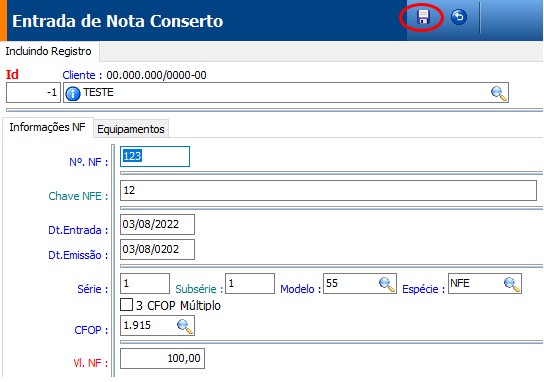 Entrada de Nota Conserto
Incluindo Registro
Id Cliente : 00.000.000/0000-00
-1 TESTE
Informações NF Equipamentos
Nº. NF : 123
Chave NFE : 12
Dt.Entrada : 03/08/2022
Dt.Emissão : 03/08/0202
Série : 1 Subsérie : 1 Modelo : 55 Espécie : NFE
3 CFOP Múltiplo
CFOP : 1.915
Vl. NF : 100,00